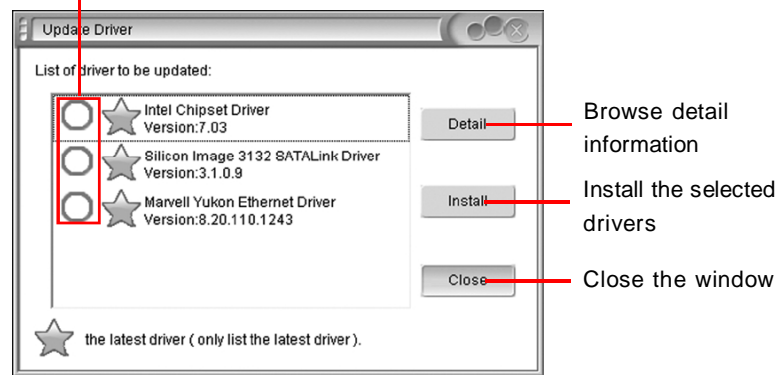 Update Driver
List of driver to be updated:
Intel Chipset Driver
Version:7.03
Silicon Image 3132 SATALink Driver
Version:3.1.0.9
Marvell Yukon Ethernet Driver
Version:8.20.110.1243
Detail
Install
Close
the latest driver ( only list the latest driver ).
Browse detail
information
Install the selected
drivers
Close the window